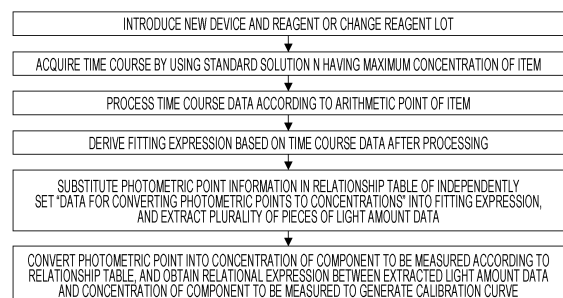 INTRODUCE NEW DEVICE AND REAGENT OR CHANGE REAGENT LOT
ACQUIRE TIME COURSE BY USING STANDARD SOLUTION N HAVING MAXIMUM CONCENTRATION OF ITEM
PROCESS TIME COURSE DATA ACCORDING TO ARITHMETIC POINT OF ITEM
DERIVE FITTING EXPRESSION BASED ON TIME COURSE DATA AFTER PROCESSING
SUBSTITUTE PHOTOMETRIC POINT INFORMATION IN RELATIONSHIP TABLE OF INDEPENDENTLY
SET "DATA FOR CONVERTING PHOTOMETRIC POINTS TO CONCENTRATIONS" INTO FITTING EXPRESSION,
AND EXTRACT PLURALITY OF PIECES OF LIGHT AMOUNT DATA
CONVERT PHOTOMETRIC POINT INTO CONCENTRATION OF COMPONENT TO BE MEASURED ACCORDING TO
RELATIONSHIP TABLE, AND OBTAIN RELATIONAL EXPRESSION BETWEEN EXTRACTED LIGHT AMOUNT DATA
AND CONCENTRATION OF COMPONENT TO BE MEASURED TO GENERATE CALIBRATION CURVE